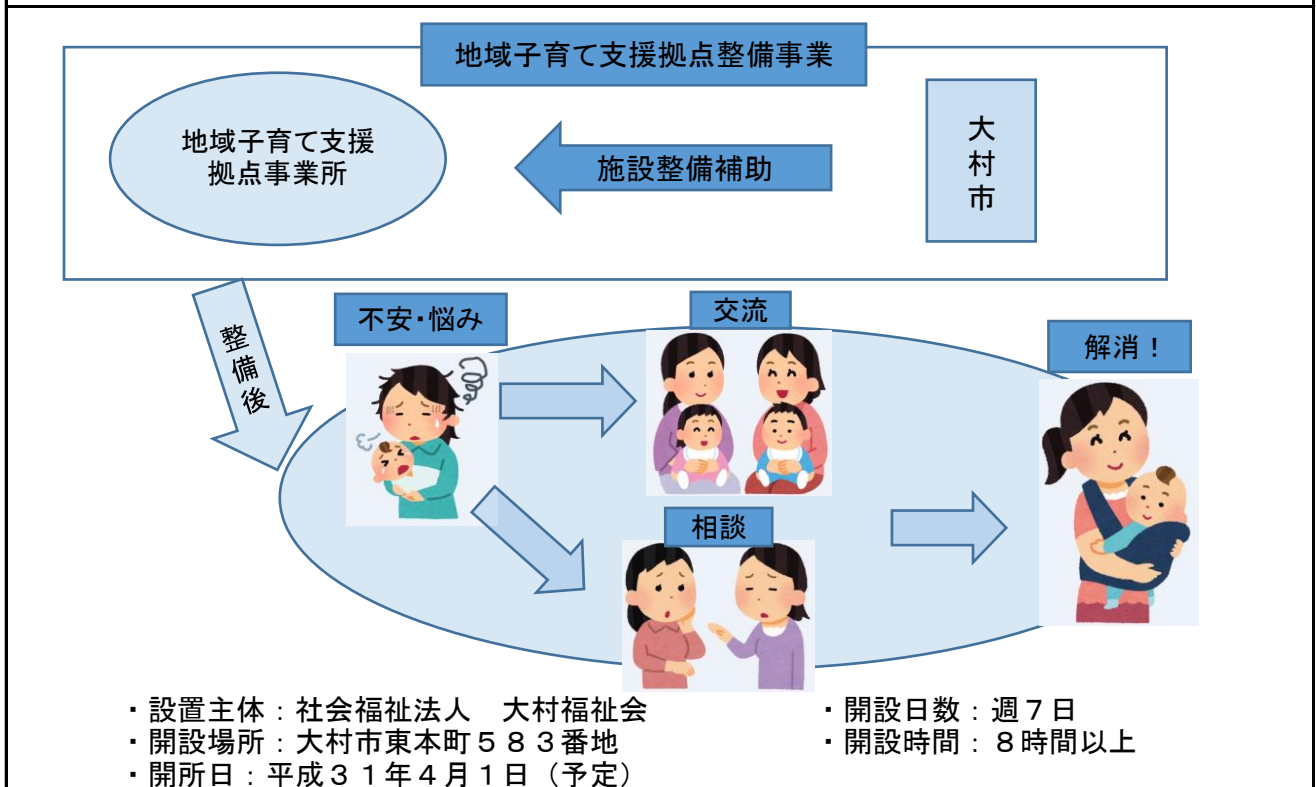 地域子育て支援拠点整備事業
地域子育て支援
拠点事業所
施設整備補助
大村市
整備後
不安・悩み
交流
解消！
相談
・設置主体：社会福祉法人　大村福祉会
・開設場所：大村市東本町５８３番地
・開所日：平成３１年４月１日（予定）
・開設日数：週７日
・開設時間：８時間以上